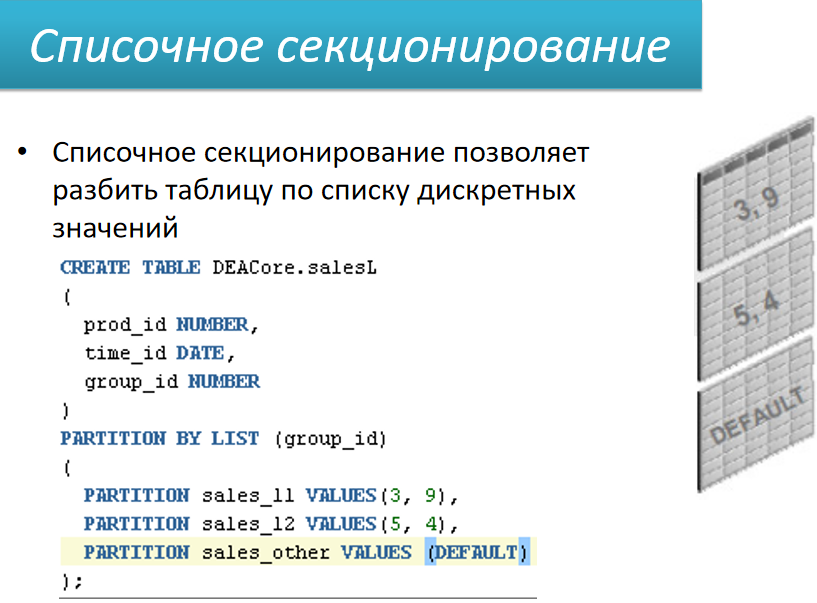 Списочное секционирование
• Списочное секционирование позволяет
разбить таблицу по списку дискретных
значений
CREATE TABLE DEACore.salesL
(
prod_id NUMBER,
time_id DATE,
group_id NUMBER
)
PARTITION BY LIST (group_id)
(
PARTITION sales_l1 VALUES(3, 9),
PARTITION sales_l2 VALUES(5, 4),
PARTITION sales_other VALUES (DEFAULT)
);
3, 9
5, 4
DEFAULT